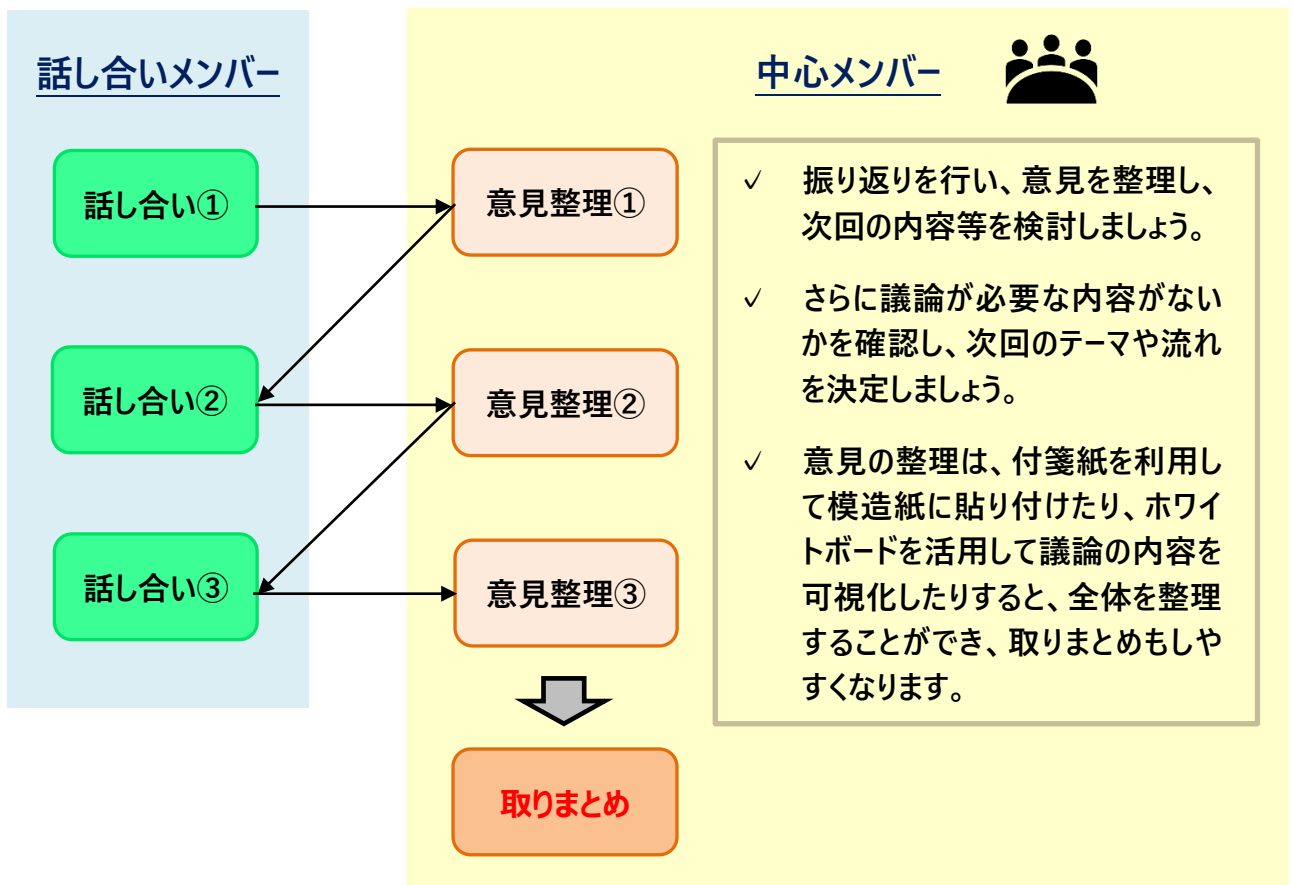 話し合いメンバー
中心メンバー
話し合い①
意見整理①
話し合い②
意見整理②
話し合い③
意見整理③
取りまとめ
✓ 振り返りを行い、意見を整理し、
次回の内容等を検討しましょう。
✓ さらに議論が必要な内容がない
かを確認し、次回のテーマや流れ
を決定しましょう。
✓ 意見の整理は、付箋紙を利用し
て模造紙に貼り付けたり、ホワイ
トボードを活用して議論の内容を
可視化したりすると、全体を整理
することができ、取りまとめもしや
すくなります。